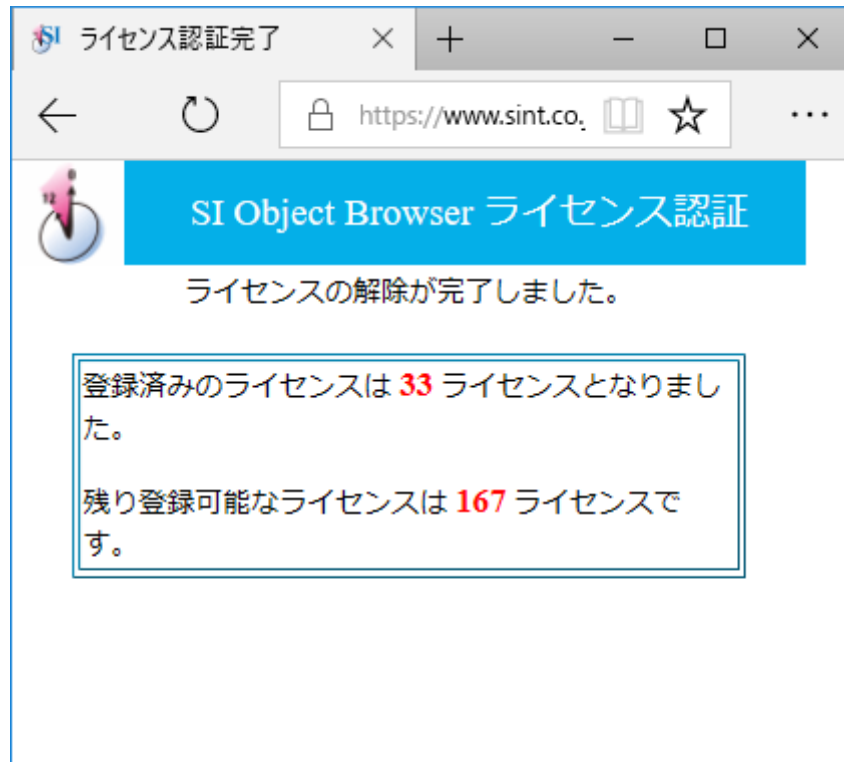 ライセンス認証完了
https://www.sint.co.
SI Object Browser ライセンス認証
ライセンスの解除が完了しました。
登録済みのライセンスは 33 ライセンスとなりまし
た。
残り登録可能なライセンスは 167 ライセンスで
す。